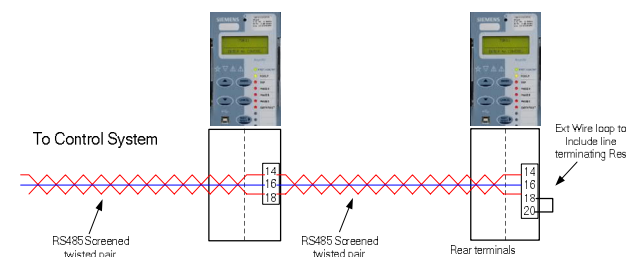 SIEMENS
SIEMENS
To Control System
Ext Wire loop to
Include line
terminating Res
14
16
18
14
16
18
20
RS485 Screened
twisted pair
RS485 Screened
twisted pair
Rear terminals